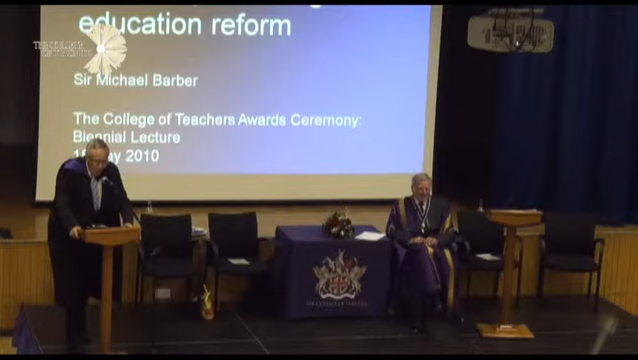 education reform
Sir Michael Barber
The College of Teachers Awards Ceremony:
Biennial Lecture
2010